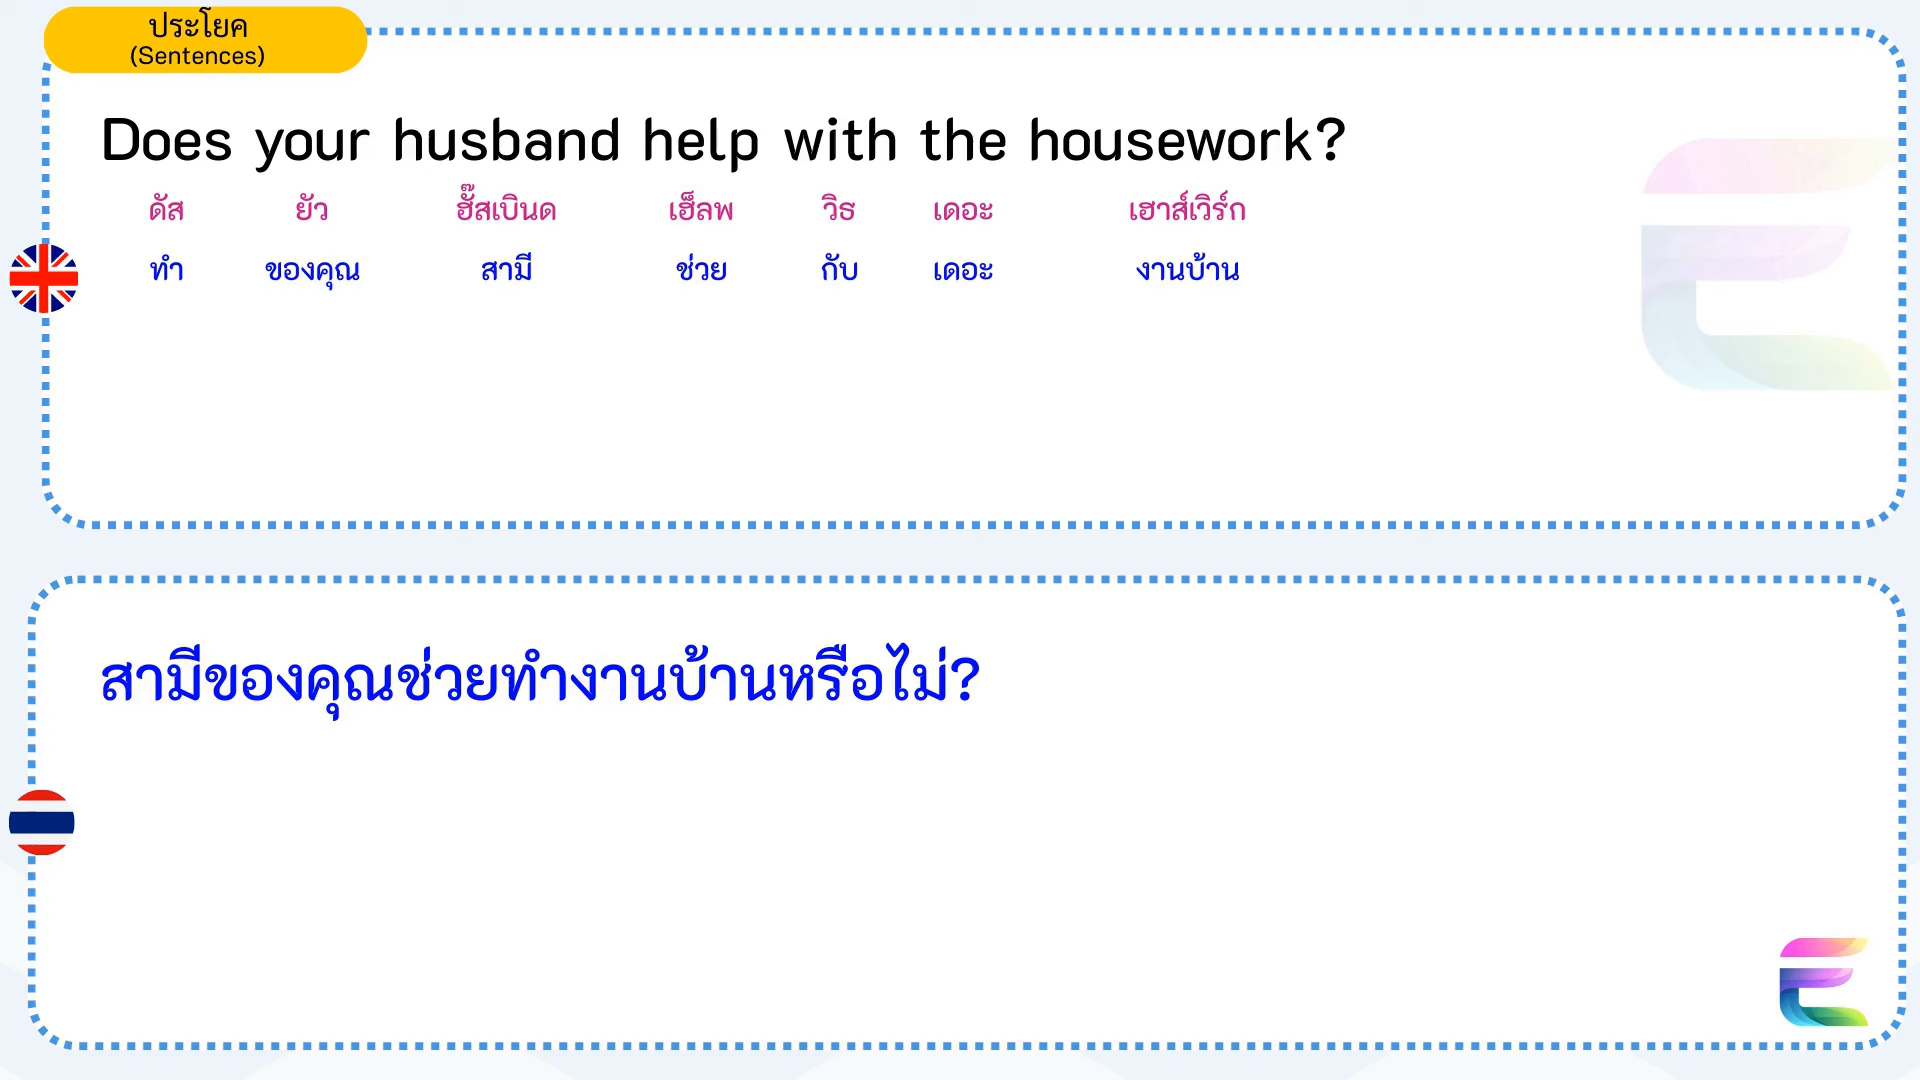 ประโยค
(Sentences)
Does your husband help with the housework?
ดัส ยัว ฮั๊สเบินด เฮ็ลพ วิธ เดอะ เฮาส์เวิร์ก
ทำ ของคุณ สามี ช่วย กับ เดอะ งานบ้าน
สามีของคุณช่วยทำงานบ้านหรือไม่?